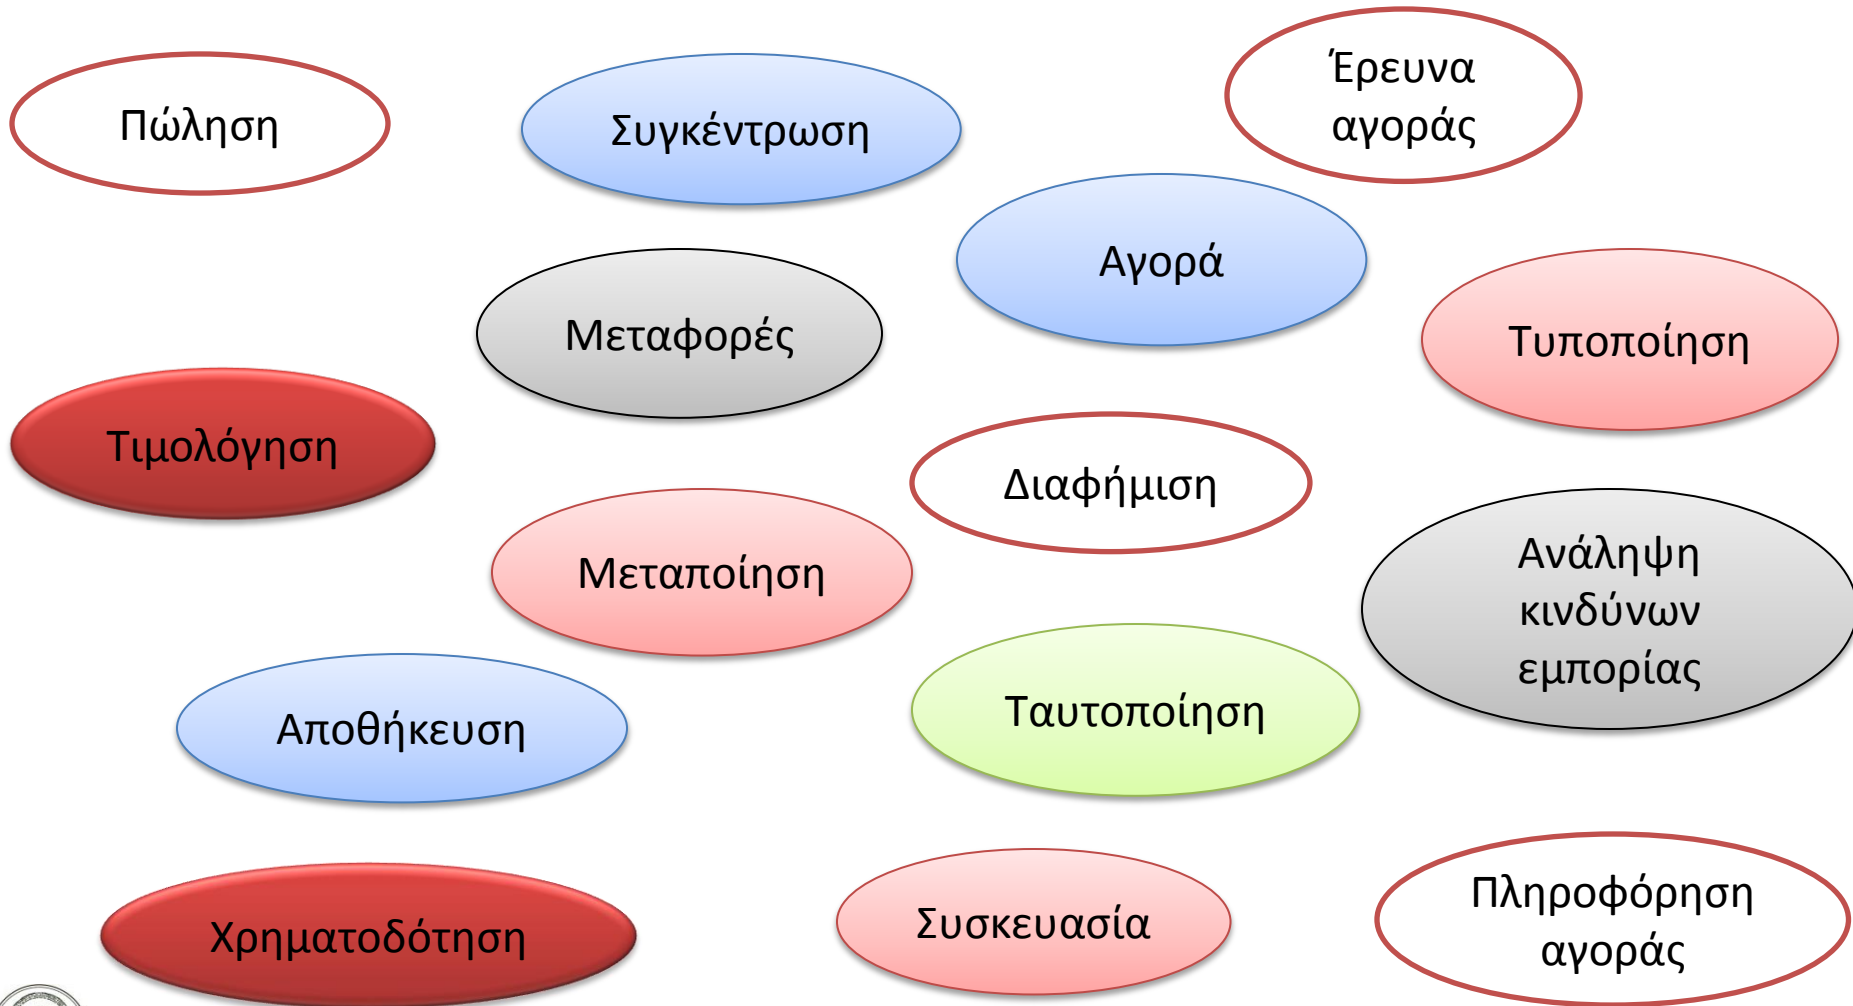 Πώληση
Συγκέντρωση
Έρευνα
αγοράς
Αγορά
Μεταφορές
Τυποποίηση
Τιμολόγηση
Διαφήμιση
Μεταποίηση
Ανάληψη
κινδύνων
εμπορίας
Αποθήκευση
Ταυτοποίηση
Χρηματοδότηση
Συσκευασία
Πληροφόρηση
αγοράς